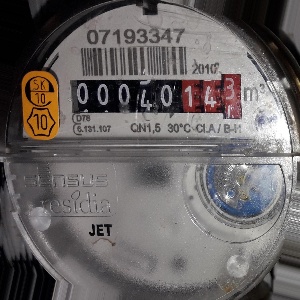 07193347
2010
SK
10
10
00040143 m³
D78
6.131.107
QN1,5 30°C-CLA/B-H
sensus
residia
JET